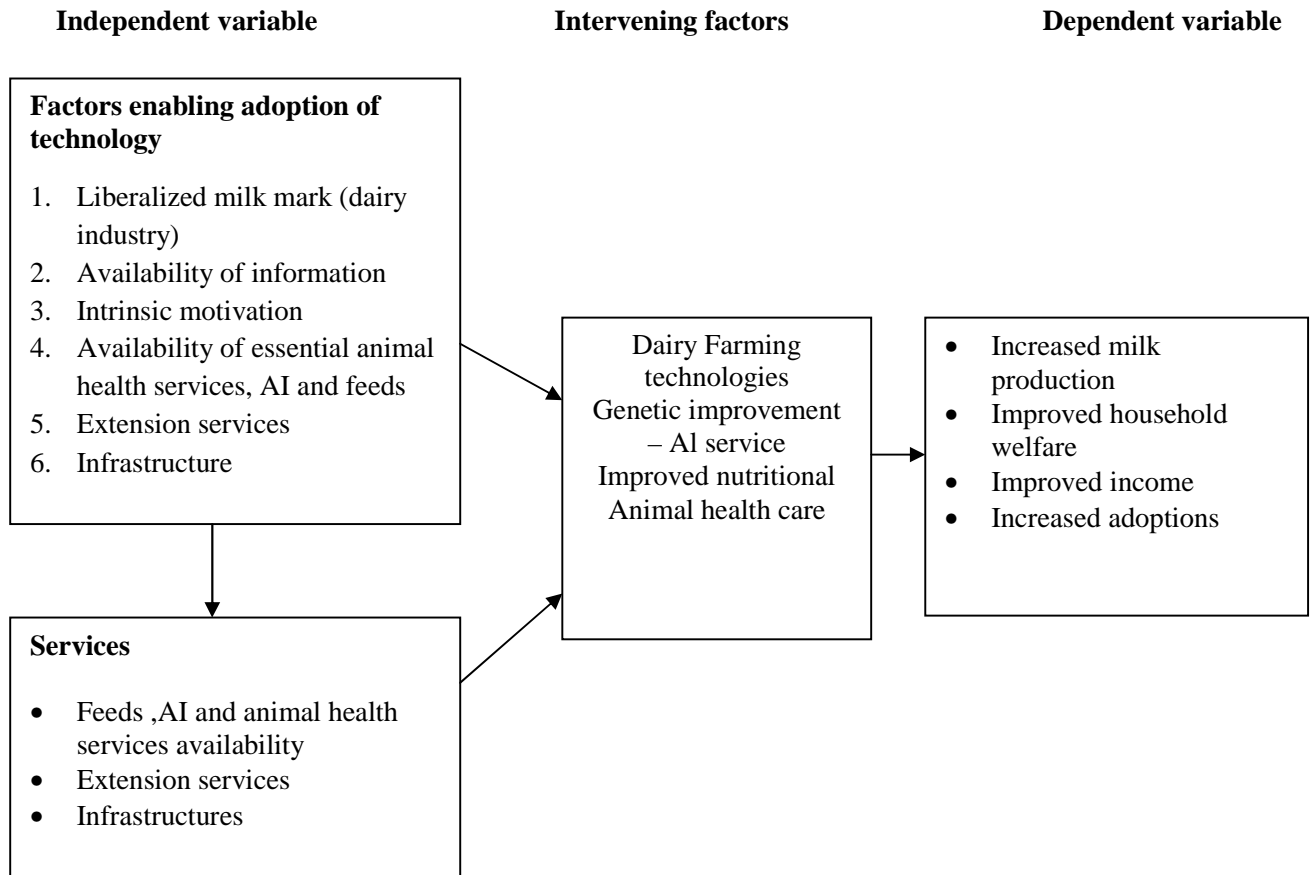 Independent variable
Intervening factors
Dependent variable
Factors enabling adoption of
technology
1. Liberalized milk mark (dairy
industry)
2. Availability of information
3. Intrinsic motivation
4. Availability of essential animal
health services, AI and feeds
5. Extension services
6. Infrastructure
Services
• Feeds ,AI and animal health
services availability
• Extension services
• Infrastructures
Dairy Farming
technologies
Genetic improvement
– Al service
Improved nutritional
Animal health care
• Increased milk
production
• Improved household
welfare
• Improved income
• Increased adoptions